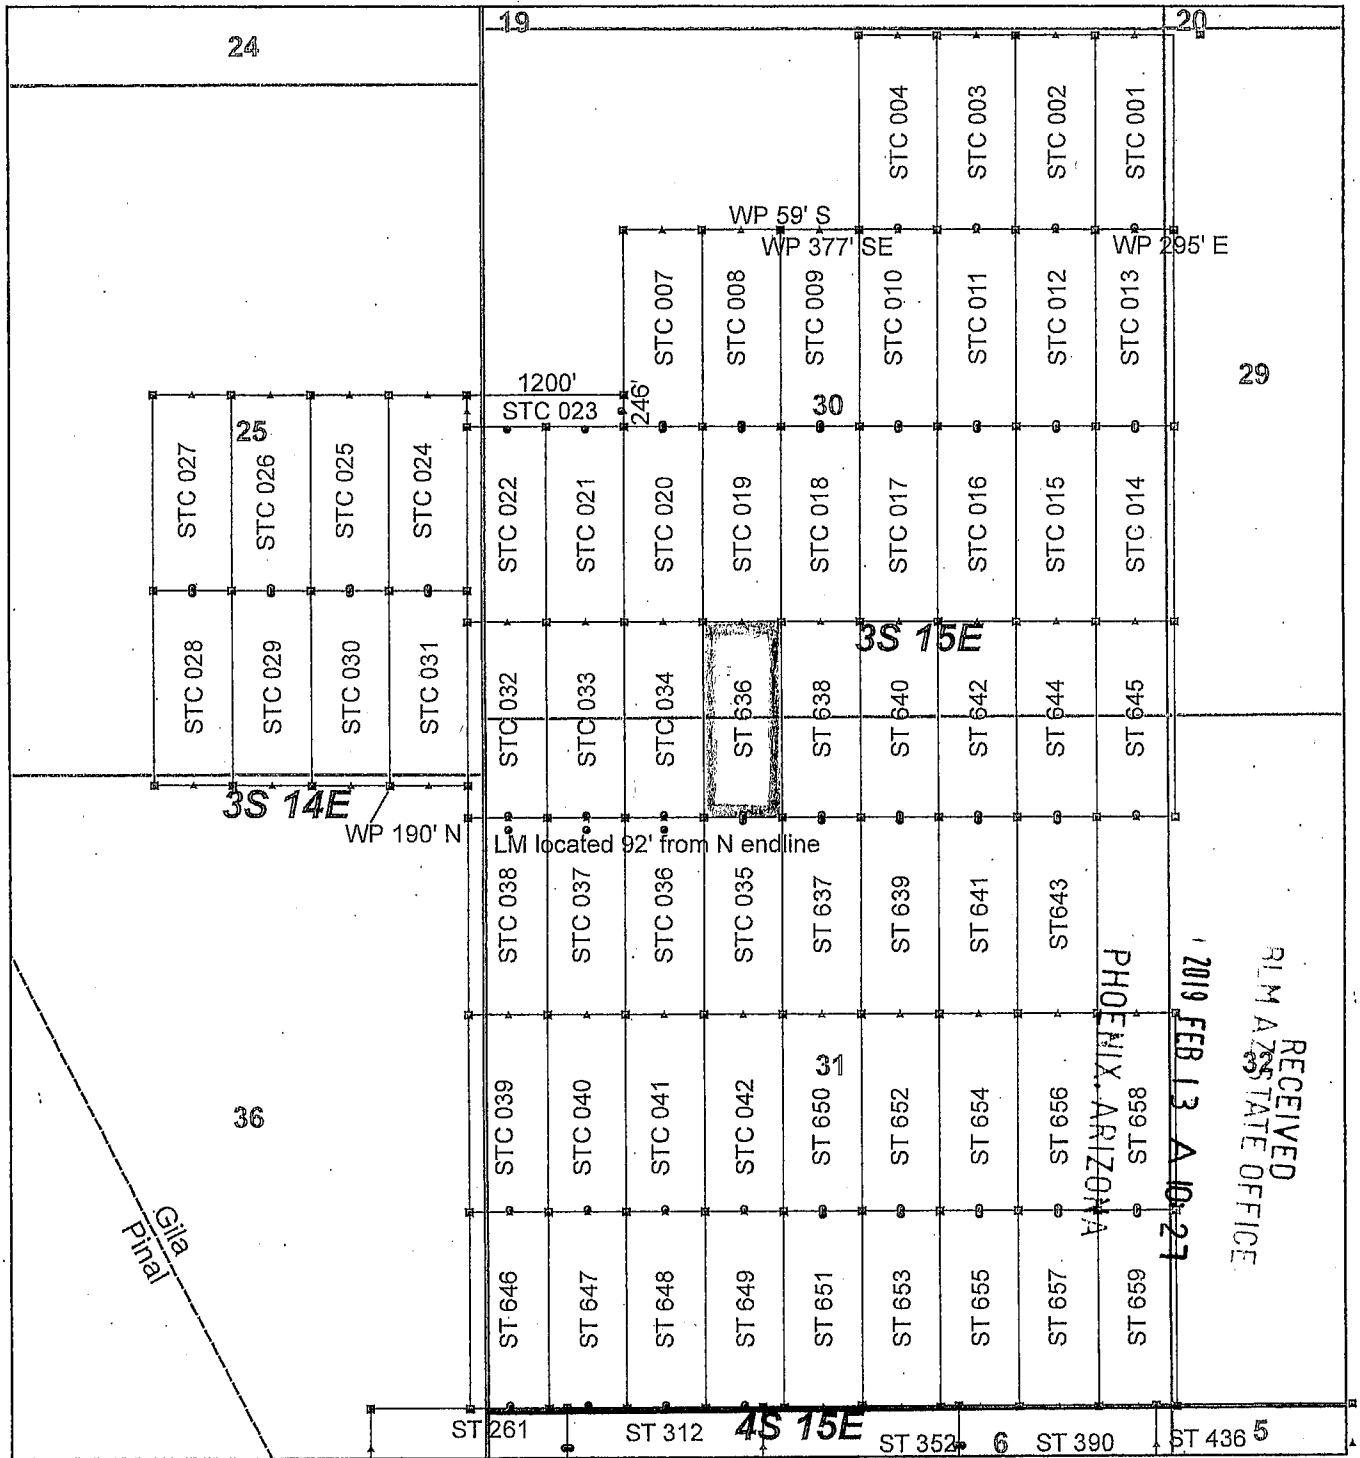 19
20
24
STC 004
STC 003
STC 002
STC 001
WP 59' S
WP 377' SE
WP 295' E
STC 007
STC 008
STC 009
STC 010
STC 011
STC 012
STC 013
29
1200'
STC 023
246'
30
25
STC 027
STC 026
STC 025
STC 024
STC 022
STC 021
STC 020
STC 019
STC 018
STC 017
STC 016
STC 015
STC 014
3S 15E
STC 028
STC 029
STC 030
STC 031
STC 032
STC 033
STC 034
ST 636
ST 638
ST 640
ST 642
ST 644
ST 645
3S 14E
WP 190' N
LM located 92' from N endline
STC 038
STC 037
STC 036
STC 035
ST 637
ST 639
ST 641
ST643
RECEIVED
BLM AZ STATE OFFICE
2019 FEB 13 A 10:27
PHOENIX, ARIZONA
31
32
36
STC 039
STC 040
STC 041
STC 042
ST 650
ST 652
ST 654
ST 656
ST 658
Gila
Pinal
ST 646
ST 647
ST 648
ST 649
ST 651
ST 653
ST 655
ST 657
ST 659
ST 261
ST 312
4S 15E
ST 352
6
ST 390
ST 436
5